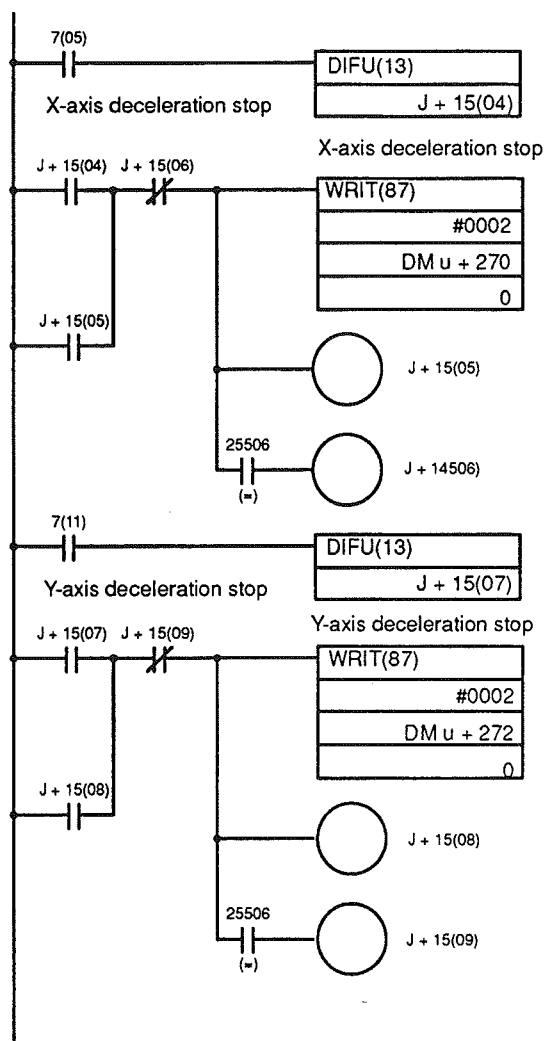 7(05)
DIFU(13)
J + 15(04)
X-axis deceleration stop
X-axis deceleration stop
J + 15(04) J + 15(06)
WRIT(87)
#0002
DM u + 270
0
J + 15(05)
J + 15(05)
25506
(=)
J + 14506)
7(11)
DIFU(13)
J + 15(07)
Y-axis deceleration stop
Y-axis deceleration stop
J + 15(07) J + 15(09)
WRIT(87)
#0002
DM u + 272
0
J + 15(08)
J + 15(08)
25506
(=)
J + 15(09)